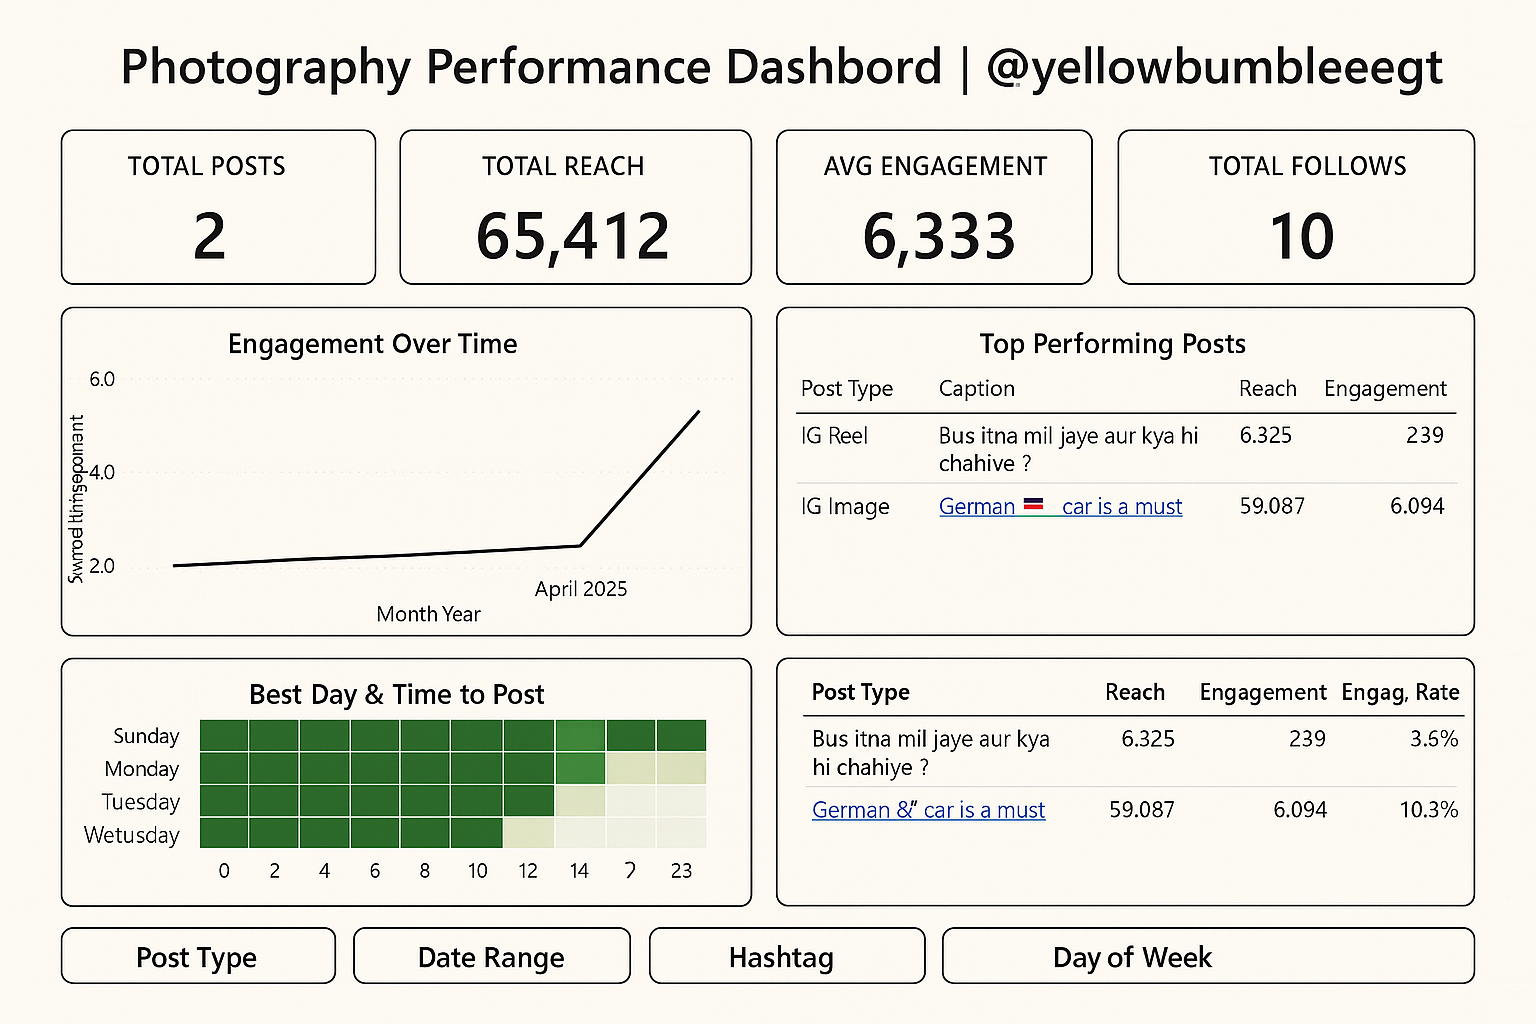 Photography Performance Dashbord | @yellowbumbleeegt
TOTAL POSTS
2
TOTAL REACH
65,412
AVG ENGAGEMENT
6,333
TOTAL FOLLOWS
10
Engagement Over Time
6.0
4.0
2.0
April 2025
Month Year
Top Performing Posts
Post Type Caption Reach Engagement
IG Reel Bus itna mil jaye aur kya hi 6.325 239
chahive ?
IG Image German car is a must 59.087 6.094
Best Day & Time to Post
Sunday
Monday
Tuesday
Wetusday
0 2 4 6 8 10 12 14 23
Post Type Reach Engagement Engag, Rate
Bus itna mil jaye aur kya 6.325 239 3.6%
hi chahiye ?
German &" car is a must 59.087 6.094 10.3%
Post Type
Date Range
Hashtag
Day of Week